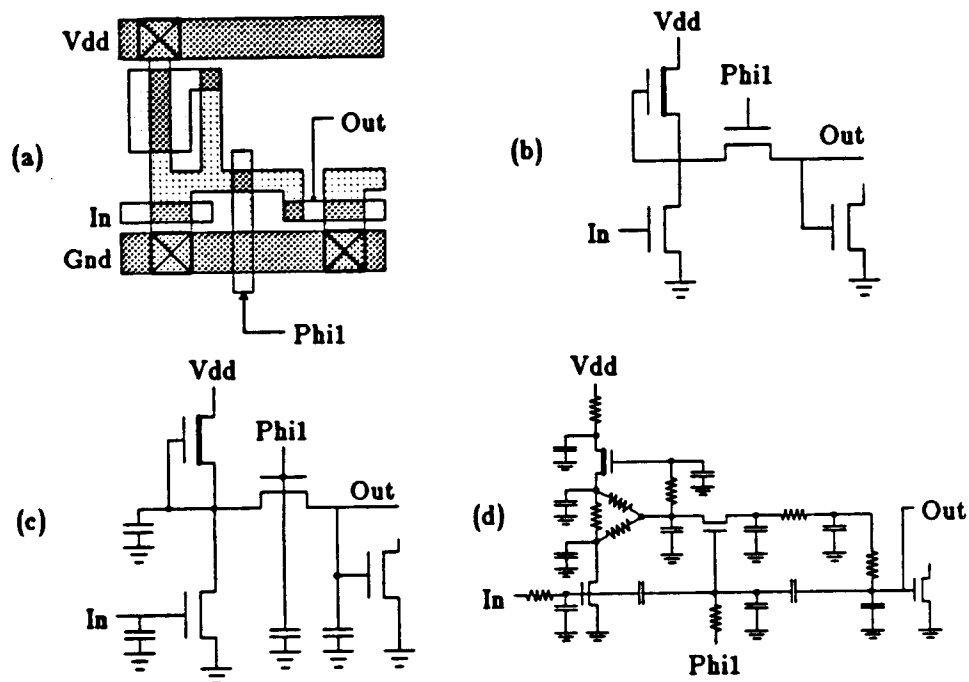 Vdd
Out
(a)
In
Gnd
Phi1
Vdd
Phi1
Out
(b)
In
Vdd
Phi1
Out
(c)
In
Vdd
(d)
Out
In
Phi1